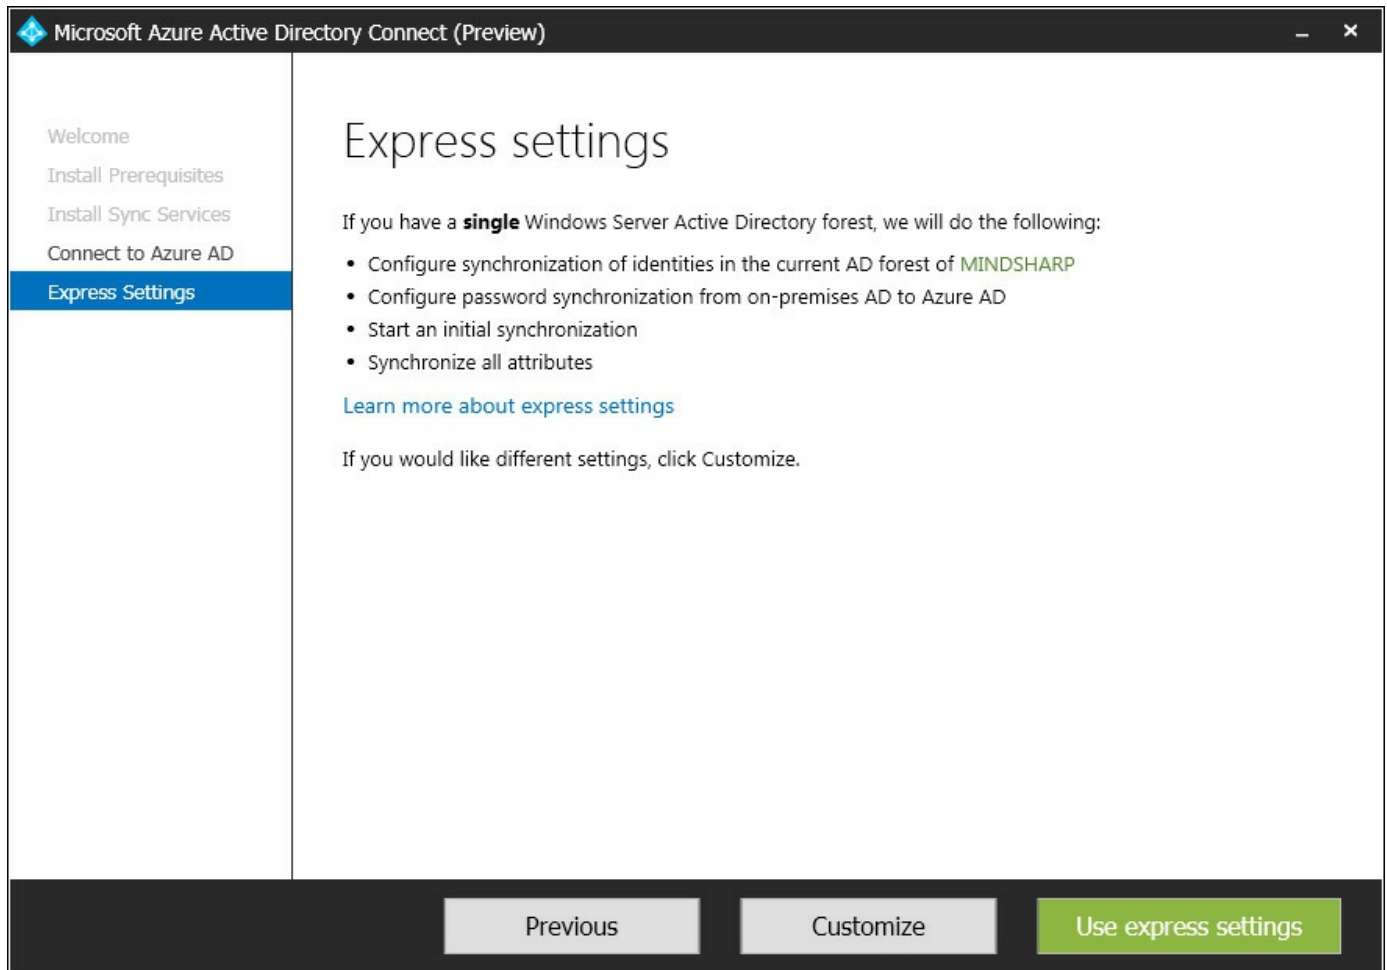 Microsoft Azure Active Directory Connect (Preview)
Welcome
Install Prerequisites
Install Sync Services
Connect to Azure AD
Express Settings
Express settings
If you have a single Windows Server Active Directory forest, we will do the following:
• Configure synchronization of identities in the current AD forest of MINDSHARP
• Configure password synchronization from on-premises AD to Azure AD
• Start an initial synchronization
• Synchronize all attributes
Learn more about express settings
If you would like different settings, click Customize.
Previous
Customize
Use express settings